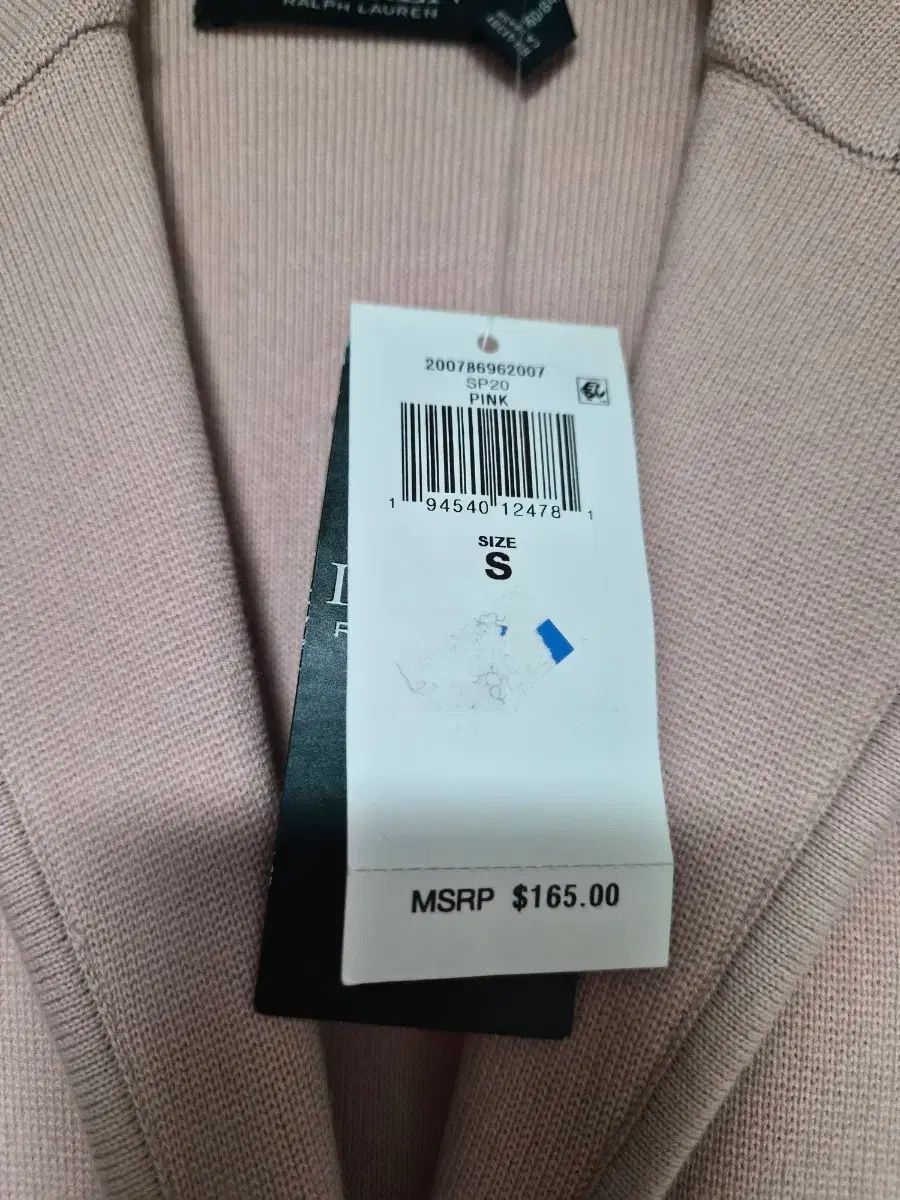 RALPH LAUREN
200786962007
SP20
PINK
1 94540 12478 1
SIZE
S
MSRP $165.00